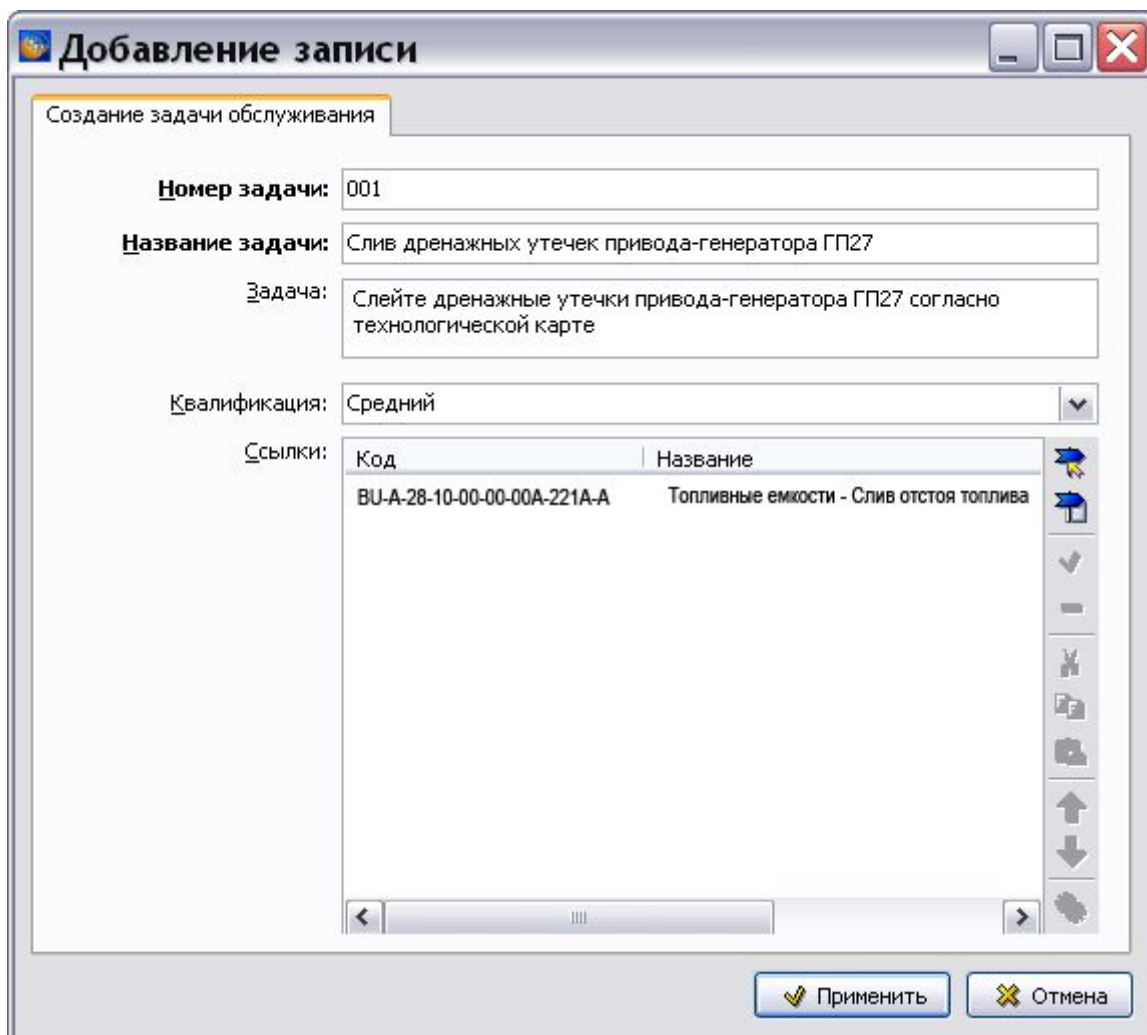 Добавление записи
Создание задачи обслуживания
Номер задачи: 001
Название задачи: Слив дренажных утечек привода-генератора ГП27
Задача: Слейте дренажные утечки привода-генератора ГП27 согласно
технологической карте
Квалификация: Средний
Ссылки: Код Название
BU-A-28-10-00-00-00A-221A-A Топливные емкости - Слив отстоя топлива
Применить Отмена